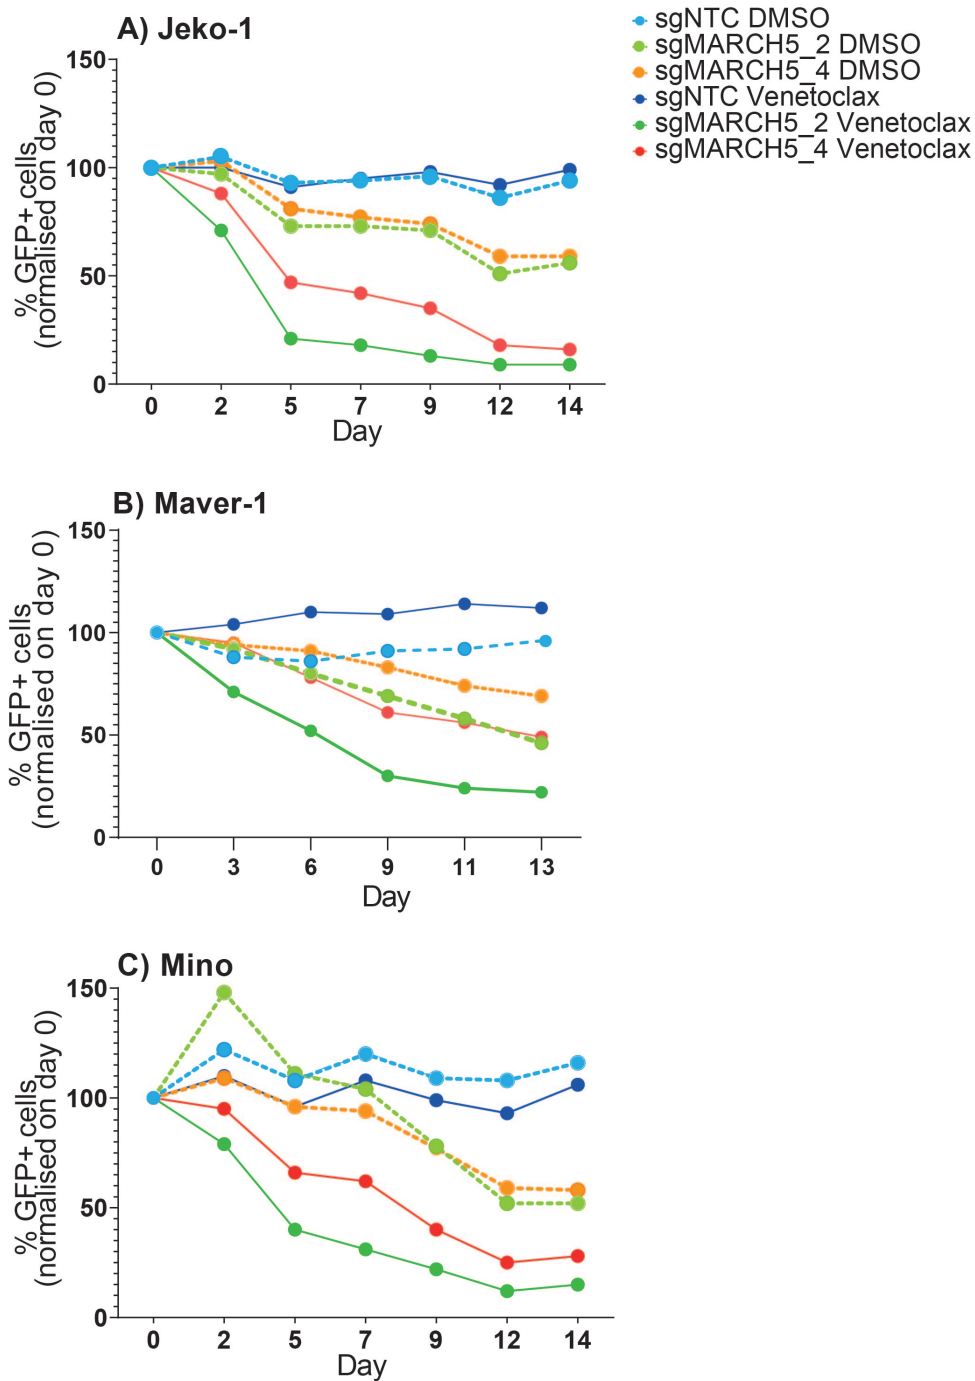 A) Jeko-1
sgNTC DMSO
sgMARCH5_2 DMSO
sgMARCH5_4 DMSO
sgNTC Venetoclax
sgMARCH5_2 Venetoclax
sgMARCH5_4 Venetoclax
% GFP+ cells
(normalised on day 0)
150
100
50
0
0 2 5 7 9 12 14
Day
B) Maver-1
% GFP+ cells
(normalised on day 0)
150
100
50
0
0 3 6 9 11 13
Day
C) Mino
% GFP+ cells
(normalised on day 0)
150
100
50
0
0 2 5 7 9 12 14
Day